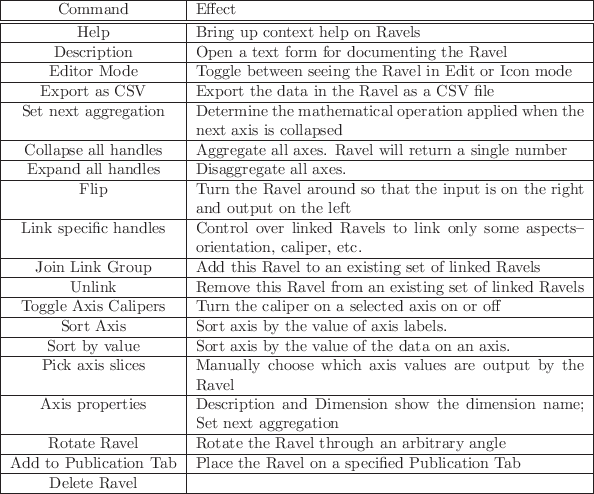 Command Effect
Help Bring up context help on Ravels
Description Open a text form for documenting the Ravel
Editor Mode Toggle between seeing the Ravel in Edit or Icon mode
Export as CSV Export the data in the Ravel as a CSV file
Set next aggregation Determine the mathematical operation applied when the
next axis is collapsed
Collapse all handles Aggregate all axes. Ravel will return a single number
Expand all handles Disaggregate all axes.
Flip Turn the Ravel around so that the input is on the right
and output on the left
Link specific handles Control over linked Ravels to link only some aspects–
orientation, caliper, etc.
Join Link Group Add this Ravel to an existing set of linked Ravels
Unlink Remove this Ravel from an existing set of linked Ravels
Toggle Axis Calipers Turn the caliper on a selected axis on or off
Sort Axis Sort axis by the value of axis labels.
Sort by value Sort axis by the value of the data on an axis.
Pick axis slices Manually choose which axis values are output by the
Ravel
Axis properties Description and Dimension show the dimension name;
Set next aggregation
Rotate Ravel Rotate the Ravel through an arbitrary angle
Add to Publication Tab Place the Ravel on a specified Publication Tab
Delete Ravel